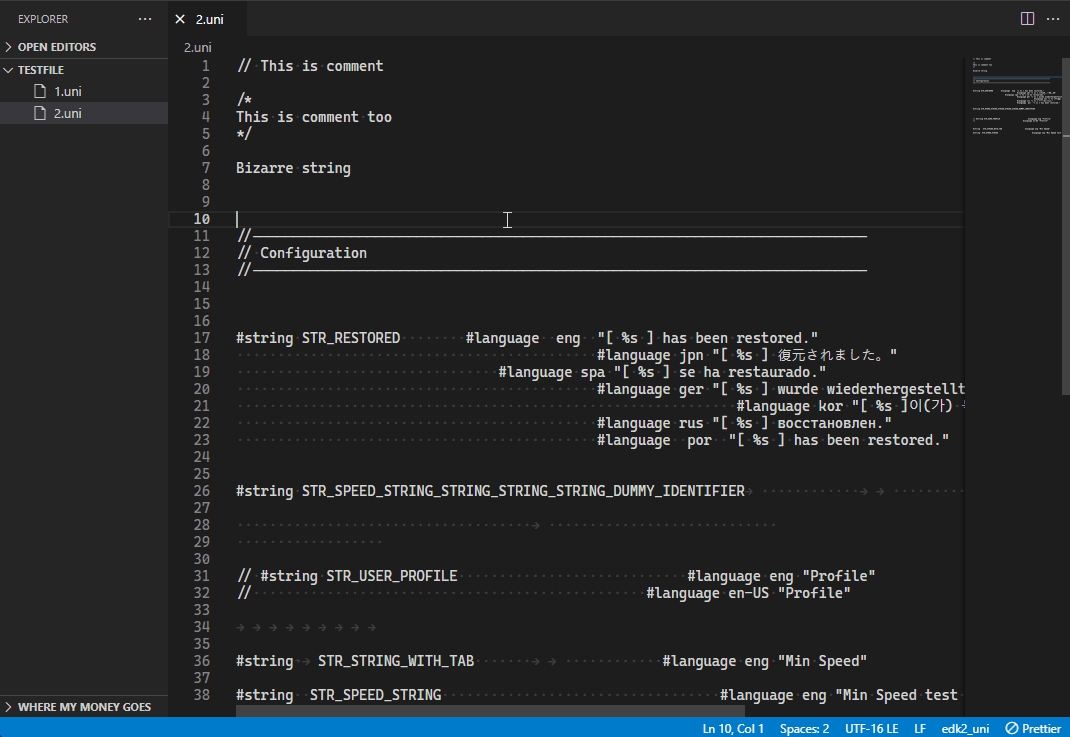 EXPLORER
OPEN EDITORS
TESTFILE
1.uni
2.uni
WHERE MY MONEY GOES
2.uni
2.uni
1 // This is comment
2
3 /*
4 This is comment too
5 */
6
7 Bizarre string
8
9
10
11 //───────────────────────────────────────────────────────────────────────────
12 // Configuration
13 //───────────────────────────────────────────────────────────────────────────
14
15
16
17 #string STR_RESTORED #language eng "[ %s ] has been restored."
18 #language jpn "[ %s ] 復元されました。"
19 #language spa "[ %s ] se ha restaurado."
20 #language ger "[ %s ] wurde wiederhergestellt
21 #language kor "[ %s ]이(가)
22 #language rus "[ %s ] восстановлен."
23 #language por "[ %s ] has been restored."
24
25
26 #string STR_SPEED_STRING_STRING_STRING_STRING_DUMMY_IDENTIFIER
27
28
29
30
31 // #string STR_USER_PROFILE #language eng "Profile"
32 // #language en-US "Profile"
33
34
35
36 #string STR_STRING_WITH_TAB #language eng "Min Speed"
37
38 #string STR_SPEED_STRING #language eng "Min Speed test
Ln 10, Col 1 Spaces: 2 UTF-16 LE LF edk2_uni Prettier